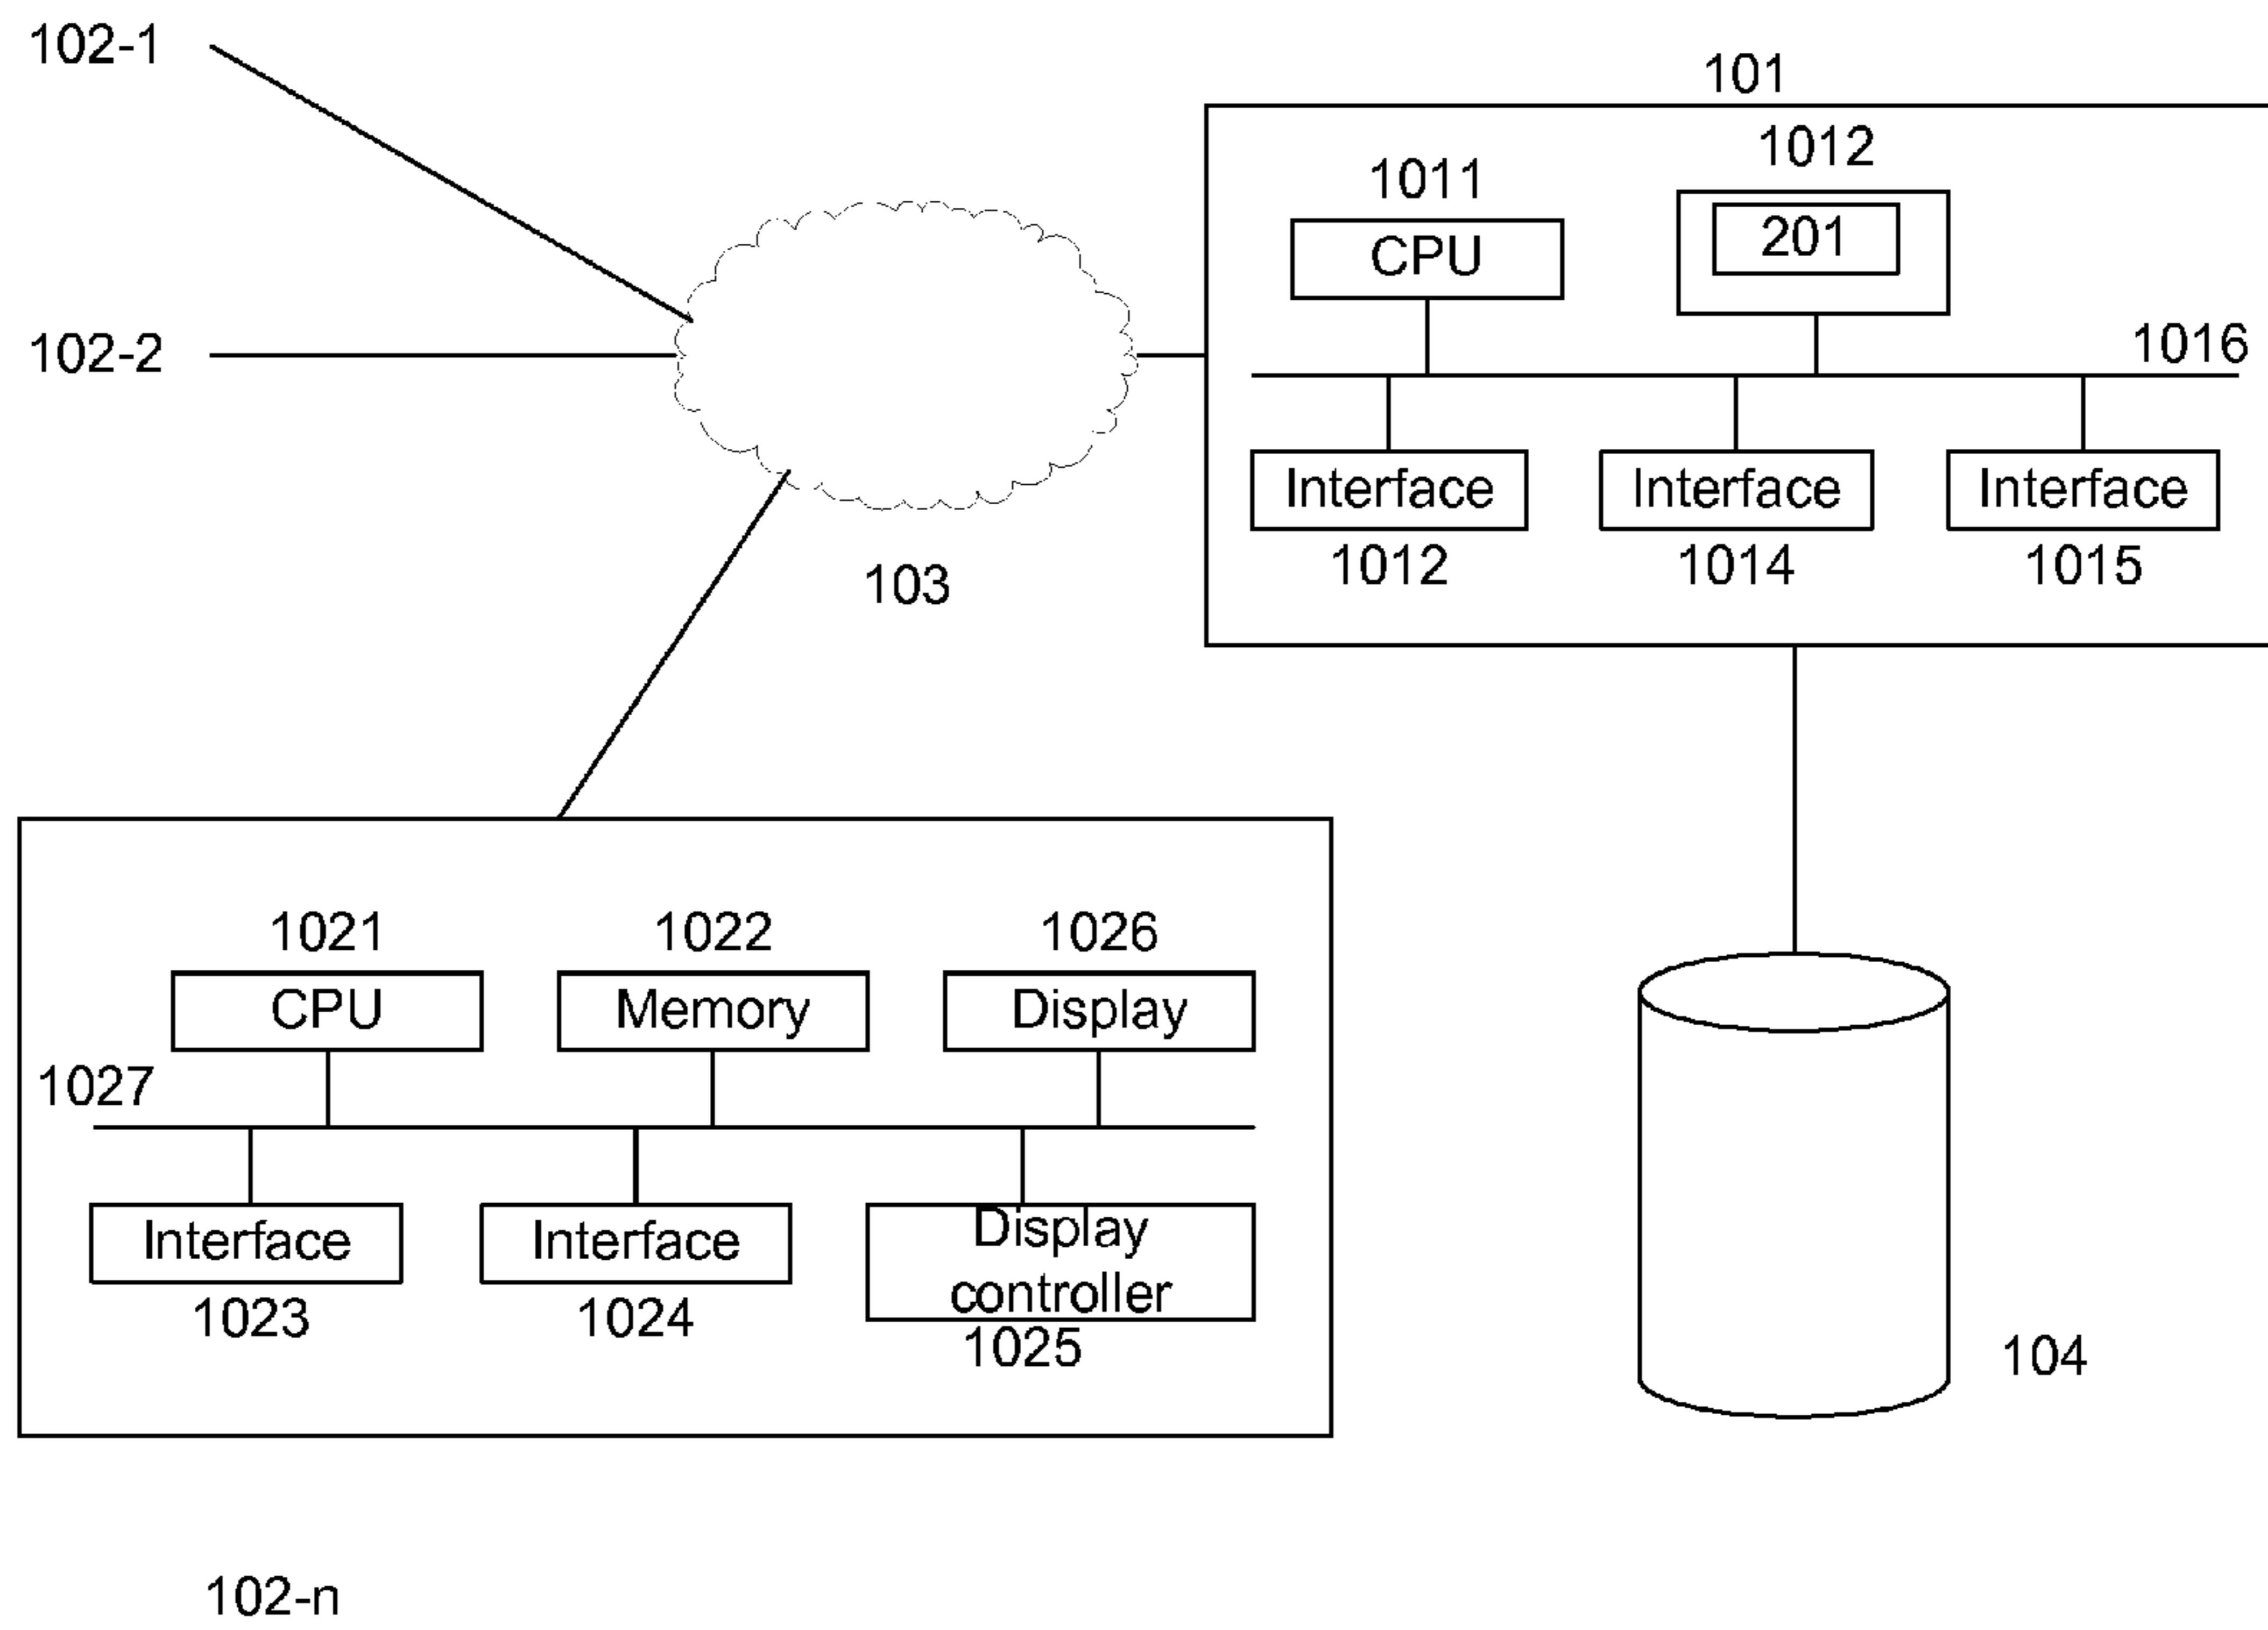 102-1
101
1012
1011
201
CPU
1016
102-2
Interface
Interface
Interface
1012
1014
1015
103
1021
1022
1026
CPU
Memory
Display
1027
Interface
Interface
Display
controller
1023
1024
1025
104
102-n